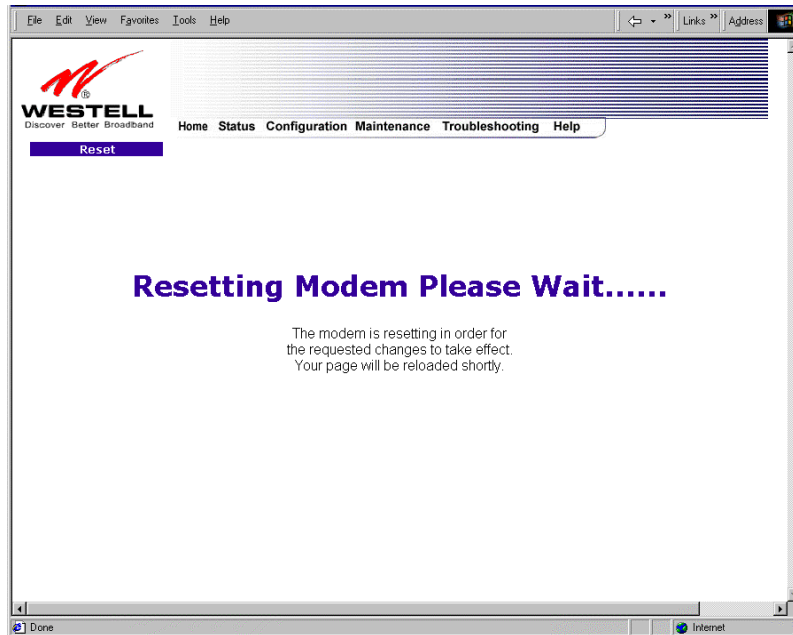 File Edit View Favorites Tools Help
» Links » Address
®
WESTELL
Discover Better Broadband
Home Status Configuration Maintenance Troubleshooting Help
Reset
Resetting Modem Please Wait......
The modem is resetting in order for
the requested changes to take effect.
Your page will be reloaded shortly.
Done
Internet